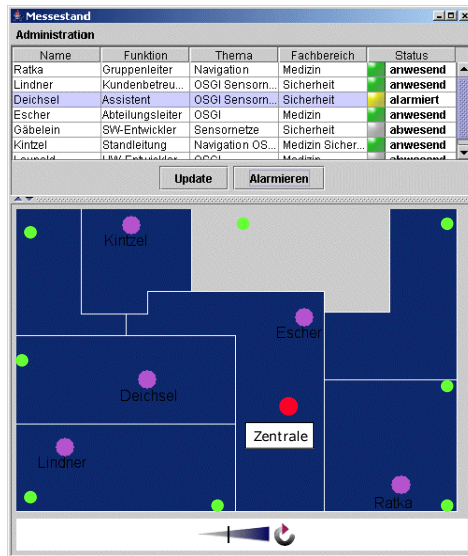 Messestand
Administration
Name Funktion Thema Fachbereich Status
Ratka Gruppenleiter Navigation Medizin anwesend
Lindner Kundenbetreu... OSGI Sensorn... Sicherheit anwesend
Deichsel Assistent OSGI Sensorn... Sicherheit alarmiert
Escher Abteilungsleiter OSGI Medizin anwesend
Gäbelein SW-Entwickler Sensornetze Sicherheit abwesend
Kintzel Standleitung Navigation OS... Medizin Sicher... anwesend
Update Alarmieren
Kintzel
Escher
Deichsel
Zentrale
Lindner
Ratka